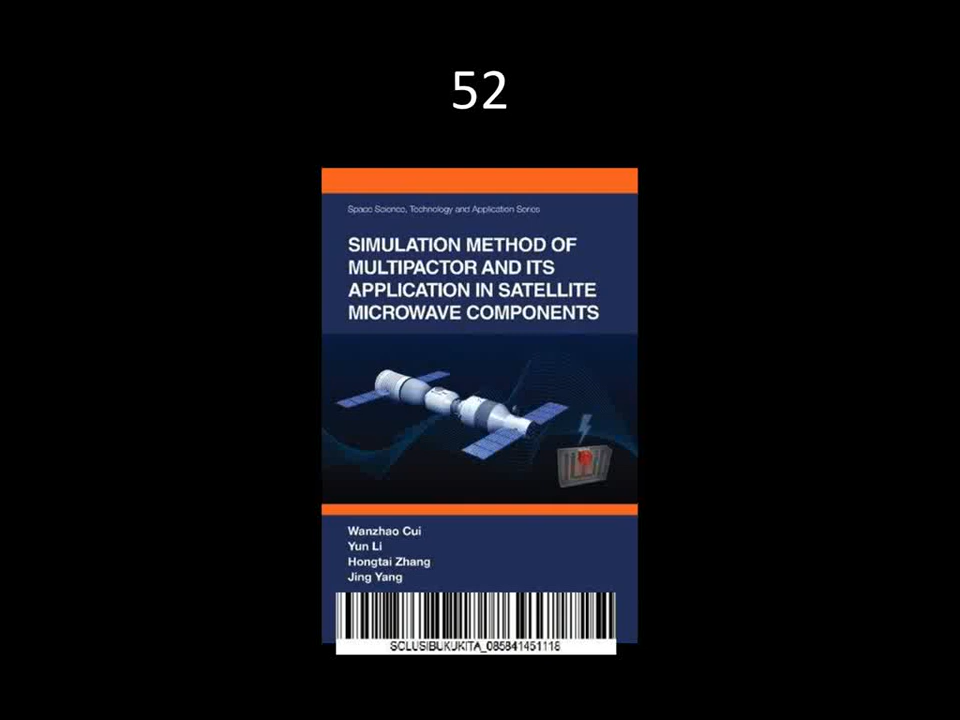 52
Space Science, Technology and Application Series
SIMULATION METHOD OF
MULTIPACTOR AND ITS
APPLICATION IN SATELLITE
MICROWAVE COMPONENTS
Wanzhao Cui
Yun Li
Hongtai Zhang
Jing Yang
SCLUSIBUKUKITA_085841451118